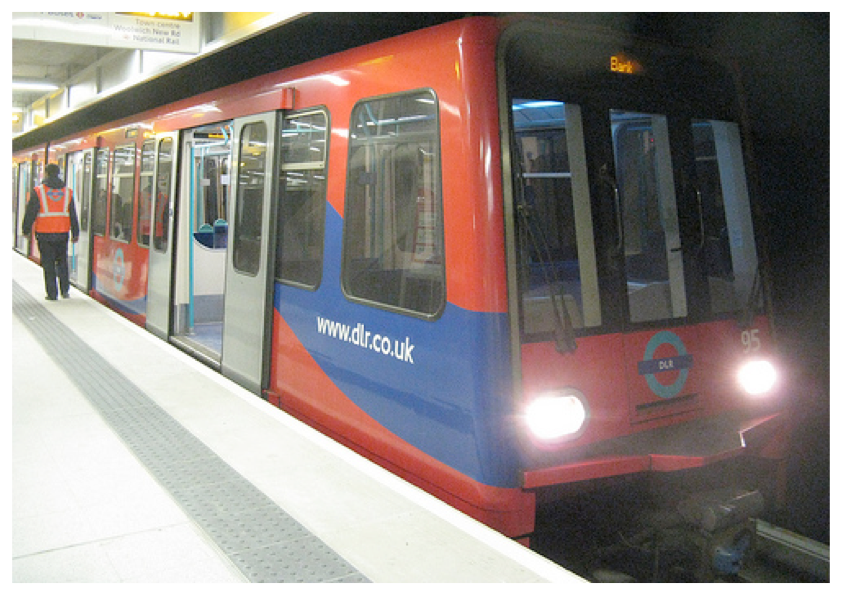 Town centre
Woolwich New Rd
National Rail
Bank
www.dlr.co.uk
95
DLR